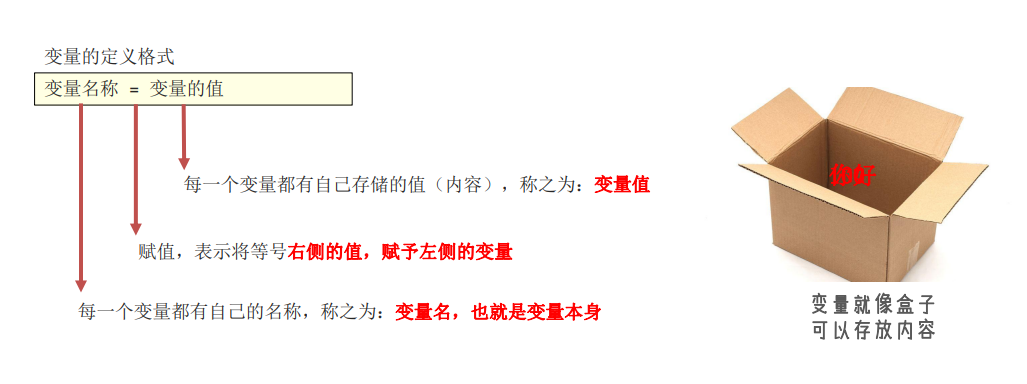 变量的定义格式
变量名称 = 变量的值
每一个变量都有自己存储的值（内容），称之为：变量值
赋值，表示将等号右侧的值，赋予左侧的变量
每一个变量都有自己的名称，称之为：变量名，也就是变量本身
你好
变量就像盒子
可以存放内容